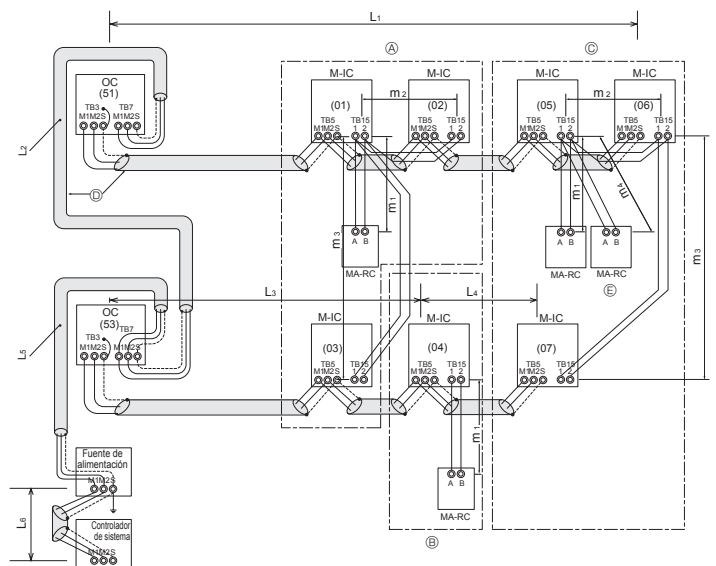 L1
A
C
OC
(51)
TB3
TB7
M1M2S
M1M2S
M-IC
(01)
TB5
M1M2S
TB15
1 2
m2
M-IC
(02)
TB5
M1M2S
TB15
1 2
M-IC
(05)
TB5
M1M2S
TB15
1 2
m2
M-IC
(06)
TB5
M1M2S
TB15
1 2
L2
D
m1
m3
A B
MA-RC
m1
m4
A B
MA-RC
A B
MA-RC
E
m3
L3
L4
OC
(53)
TB3
TB7
M1M2S
M1M2S
L5
M-IC
(03)
TB5
M1M2S
TB15
1 2
M-IC
(04)
TB5
M1M2S
TB15
1 2
M-IC
(07)
TB5
M1M2S
TB15
1 2
m1
A B
MA-RC
B
Fuente de
alimentación
M1M2S
L6
Controlador
de sistema
M1M2S